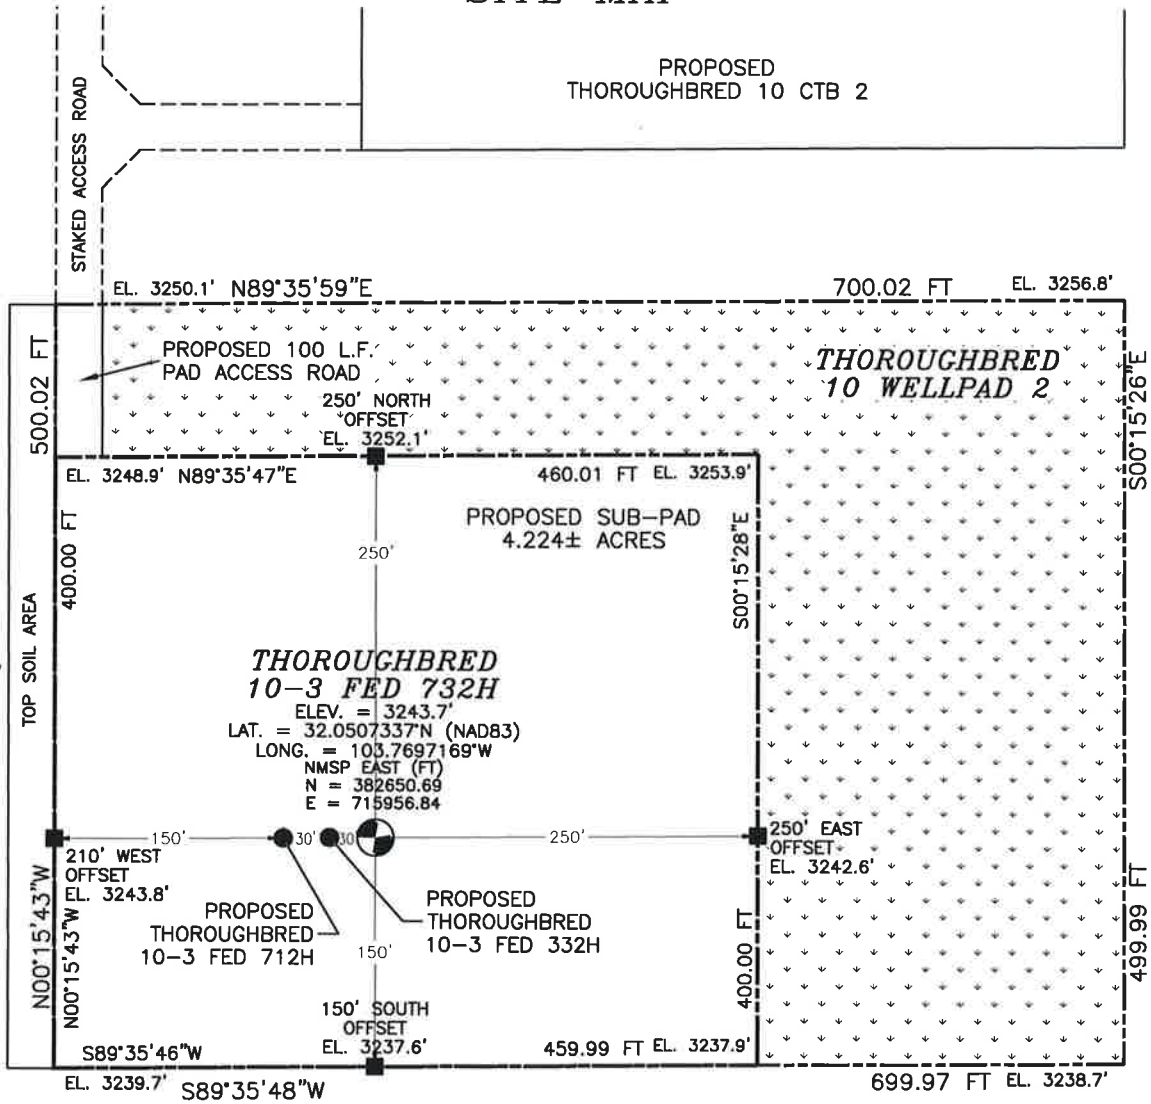 SITE MAP
PROPOSED
THOROUGHBRED 10 CTB 2
STAKED ACCESS ROAD
EL. 3250.1' N89°35'59"E
700.02 FT
EL. 3256.8'
500.02 FT
PROPOSED 100 L.F.
PAD ACCESS ROAD
THOROUGHBRED
10 WELLPAD 2
S00°15'26"E
250' NORTH
OFFSET
EL. 3252.1'
EL. 3248.9' N89°35'47"E
460.01 FT EL. 3253.9'
400.00 FT
PROPOSED SUB-PAD
4.224± ACRES
S00°15'28"E
250'
TOP SOIL AREA
THOROUGHBRED
10-3 FED 732H
ELEV. = 3243.7'
LAT. = 32.0507337°N (NAD83)
LONG. = 103.7697169°W
NMSP EAST (FT)
N = 382650.69
E = 715956.84
150'
30'
30'
250'
210' WEST
OFFSET
EL. 3243.8'
250' EAST
OFFSET
EL. 3242.6'
PROPOSED
THOROUGHBRED
10-3 FED 712H
PROPOSED
THOROUGHBRED
10-3 FED 332H
N00°15'43"W
N00°15'43"W
150'
400.00 FT
499.99 FT
150' SOUTH
OFFSET
EL. 3237.6'
S89°35'46"W
459.99 FT EL. 3237.9'
EL. 3239.7'
S89°35'48"W
699.97 FT EL. 3238.7'